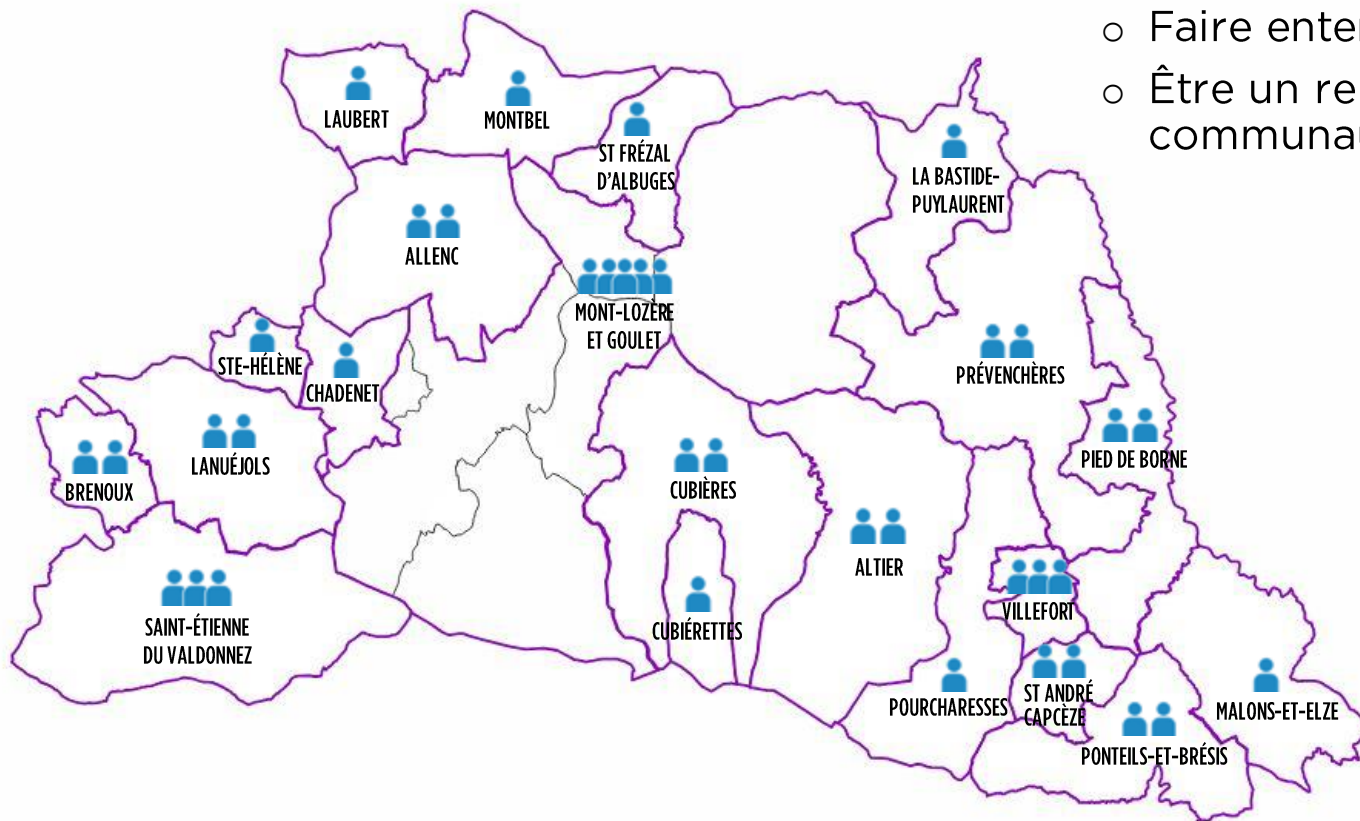 o Faire enter
o Être un re
communau
LAUBERT
MONTBEL
ST FRÉZAL
D'ALBUGES
LA BASTIDE-
PUYLAURENT
ALLENC
MONT-LOZÈRE
ET GOULET
STE-HÉLÈNE
CHADENET
PRÉVENCHÈRES
LANUÉJOLS
BRENOUX
CUBIÈRES
PIED DE BORNE
ALTIER
SAINT-ÉTIENNE
DU VALDONNEZ
CUBIÉRETTES
VILLEFORT
POURCHARESSES
ST ANDRÉ
CAPCÈZE
MALONS-ET-ELZE
PONTEILS-ET-BRÉSIS